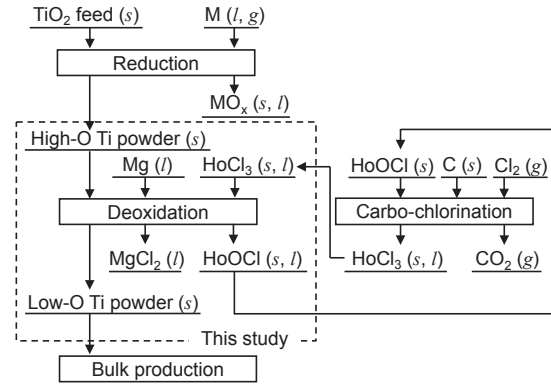 TiO2 feed (s) M (l, g)
Reduction
MOx (s, l)
High-O Ti powder (s)
Mg (l) HoCl3 (s, l) HoOCl (s) C (s) Cl2 (g)
Deoxidation Carbo-chlorination
MgCl2 (l) HoOCl (s, l) HoCl3 (s, l) CO2 (g)
Low-O Ti powder (s)
This study
Bulk production